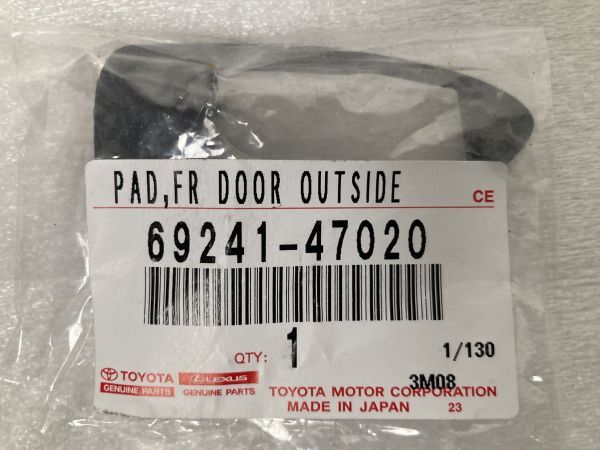 PAD,FR DOOR OUTSIDE
CE
69241-47020
QTY: 1
1/130
TOYOTA LEXUS
GENUINE PARTS GENUINE PARTS
3M08
TOYOTA MOTOR CORPORATION
MADE IN JAPAN 23